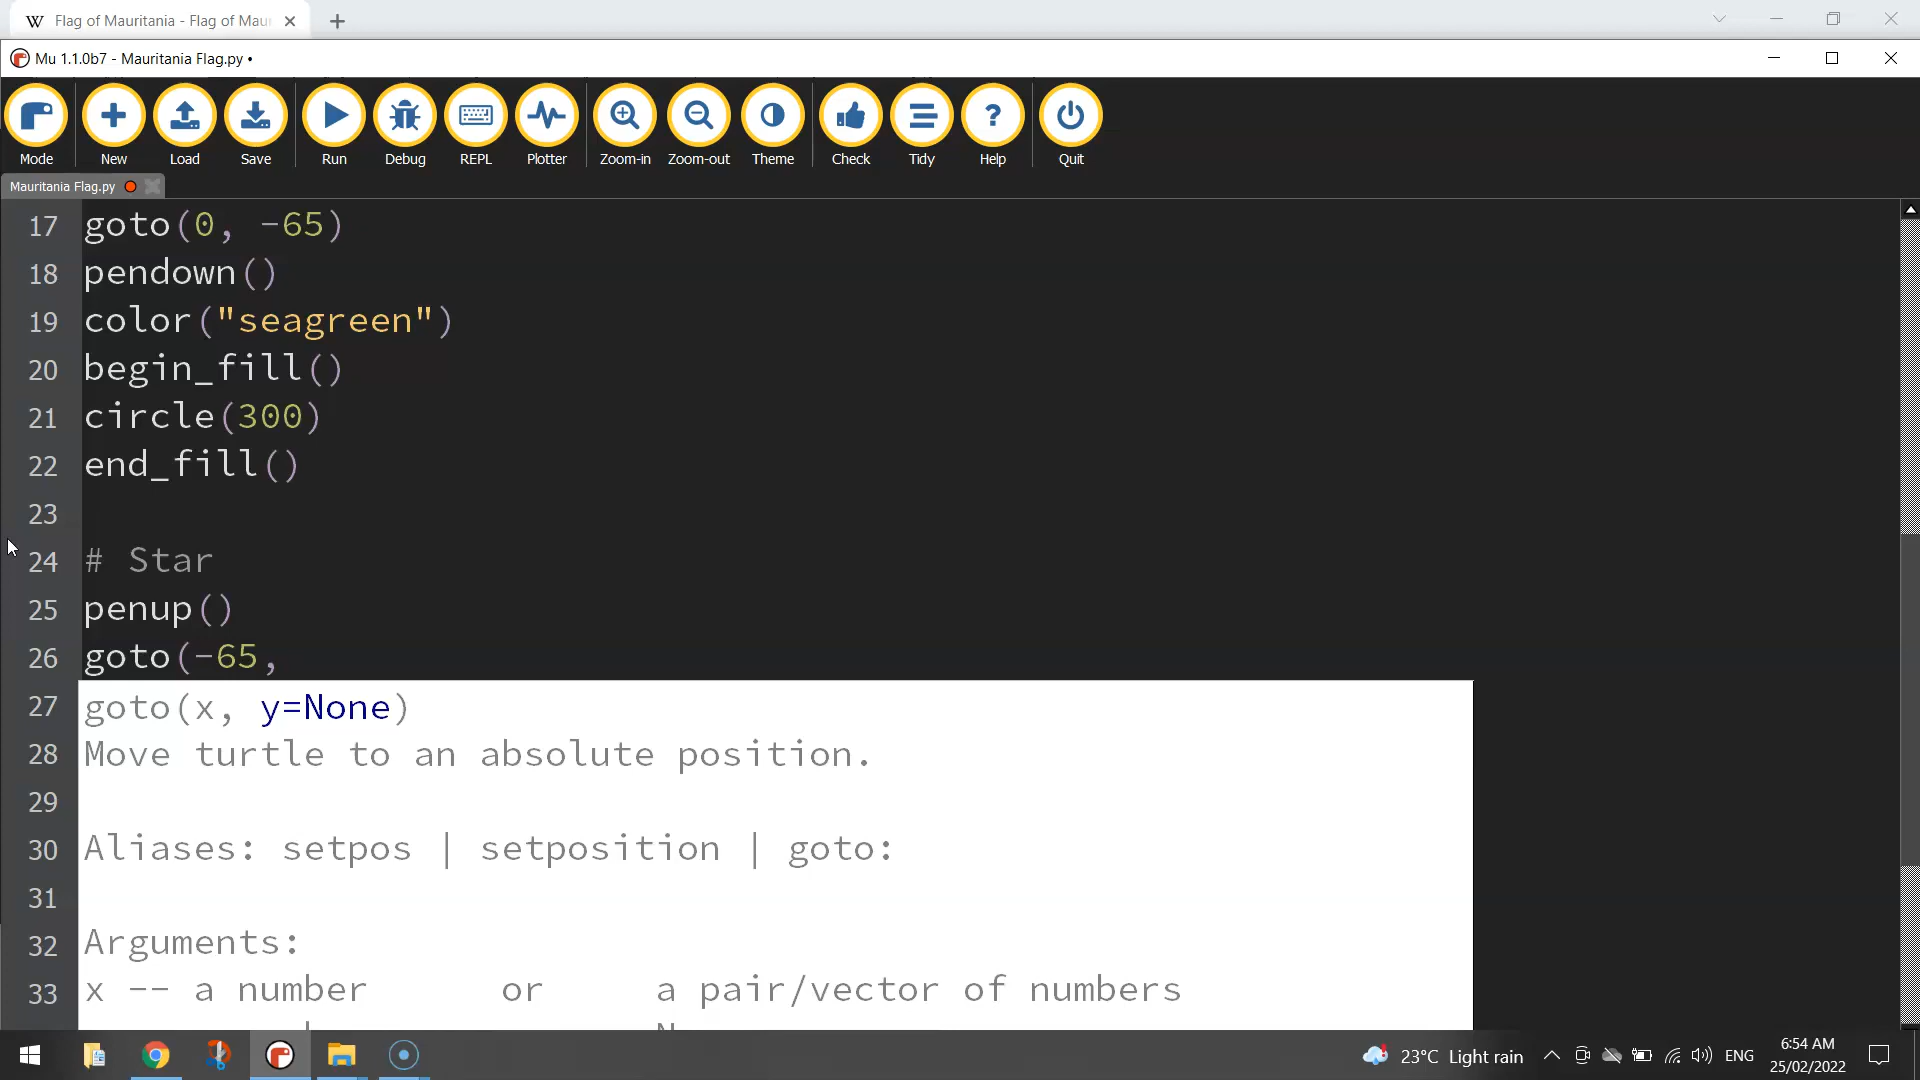 Flag of Mauritania - Flag of Mau
Mu 1.1.0b7 - Mauritania Flag.py •
Mode New Load Save Run Debug REPL Plotter Zoom-in Zoom-out Theme Check Tidy Help Quit
Mauritania Flag.py
17 goto(0, -65)
18 pendown()
19 color("seagreen")
20 begin_fill()
21 circle(300)
22 end_fill()
23
24 # Star
25 penup()
26 goto(-65,
27 goto(x, y=None)
28 Move turtle to an absolute position.
29
30 Aliases: setpos | setposition | goto:
31
32 Arguments:
33 x -- a number or a pair/vector of numbers
23°C Light rain ENG 6:54 AM
25/02/2022